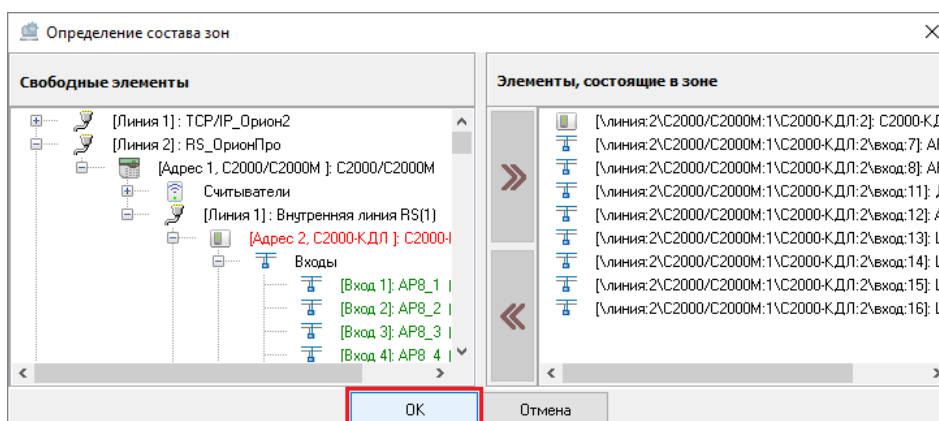 Определение состава зон
Свободные элементы
[Линия 1] : TCP/IP_Орион2
[Линия 2] : RS_ОрионПро
[Адрес 1, С2000/С2000М ]: С2000/С2000М
Считыватели
[Линия 1] : Внутренняя линия RS(1)
[Адрес 2, С2000-КДЛ ]: С2000-
Входы
[Вход 1]: АР8_1
[Вход 2]: АР8_2
[Вход 3]: АР8_3
[Вход 4]: АР8_4
Элементы, состоящие в зоне
[\линия:2\С2000/С2000М:1\С2000-КДЛ:2]: С2000-КД
[\линия:2\С2000/С2000М:1\С2000-КДЛ:2\вход:7]: АР
[\линия:2\С2000/С2000М:1\С2000-КДЛ:2\вход:8]: АР
[\линия:2\С2000/С2000М:1\С2000-КДЛ:2\вход:11]:
[\линия:2\С2000/С2000М:1\С2000-КДЛ:2\вход:12]: А
[\линия:2\С2000/С2000М:1\С2000-КДЛ:2\вход:13]:
[\линия:2\С2000/С2000М:1\С2000-КДЛ:2\вход:14]:
[\линия:2\С2000/С2000М:1\С2000-КДЛ:2\вход:15]:
[\линия:2\С2000/С2000М:1\С2000-КДЛ:2\вход:16]:
OK
Отмена